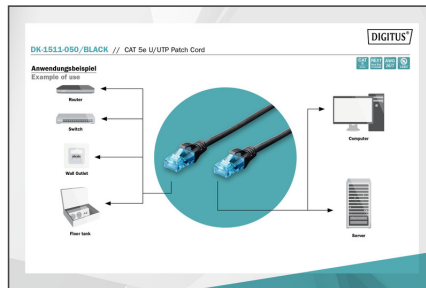 DIGITUS®
DK-1511-050/BLACK // CAT 5e U/UTP Patch Cord
Anwendungsbeispiel
Example of use
Router
Switch
Wall Outlet
Floor tank
Computer
Server